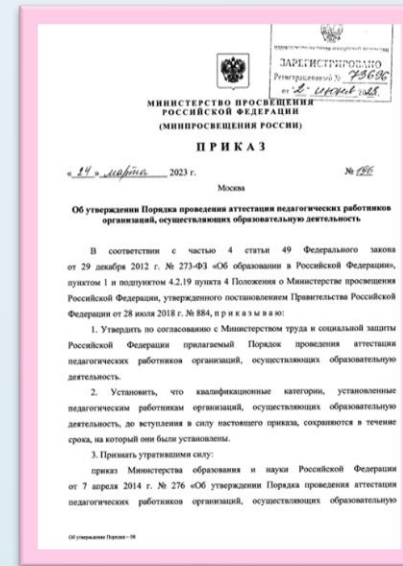 ЗАРЕГИСТРИРОВАНО
Регистрационный № 73696
от "2" июня 2023.
МИНИСТЕРСТВО ПРОСВЕЩЕНИЯ
РОССИЙСКОЙ ФЕДЕРАЦИИ
(МИНПРОСВЕЩЕНИЯ РОССИИ)
ПРИКАЗ
« 24 » марта 2023 г. № 196
Москва
Об утверждении Порядка проведения аттестации педагогических работников
организаций, осуществляющих образовательную деятельность
В соответствии с частью 4 статьи 49 Федерального закона
от 29 декабря 2012 г. № 273-ФЗ «Об образовании в Российской Федерации»,
пунктом 1 и подпунктом 4.2.19 пункта 4 Положения о Министерстве просвещения
Российской Федерации, утвержденного постановлением Правительства Российской
Федерации от 28 июля 2018 г. № 884, п р и к а з ы в а ю:
1. Утвердить по согласованию с Министерством труда и социальной защиты
Российской Федерации прилагаемый Порядок проведения аттестации
педагогических работников организаций, осуществляющих образовательную
деятельность.
2. Установить, что квалификационные категории, установленные
педагогическим работникам организаций, осуществляющих образовательную
деятельность, до вступления в силу настоящего приказа, сохраняются в течение
срока, на который они были установлены.
3. Признать утратившими силу:
приказ Министерства образования и науки Российской Федерации
от 7 апреля 2014 г. № 276 «Об утверждении Порядка проведения аттестации
педагогических работников организаций, осуществляющих образовательную
Об утверждении Порядка – 08